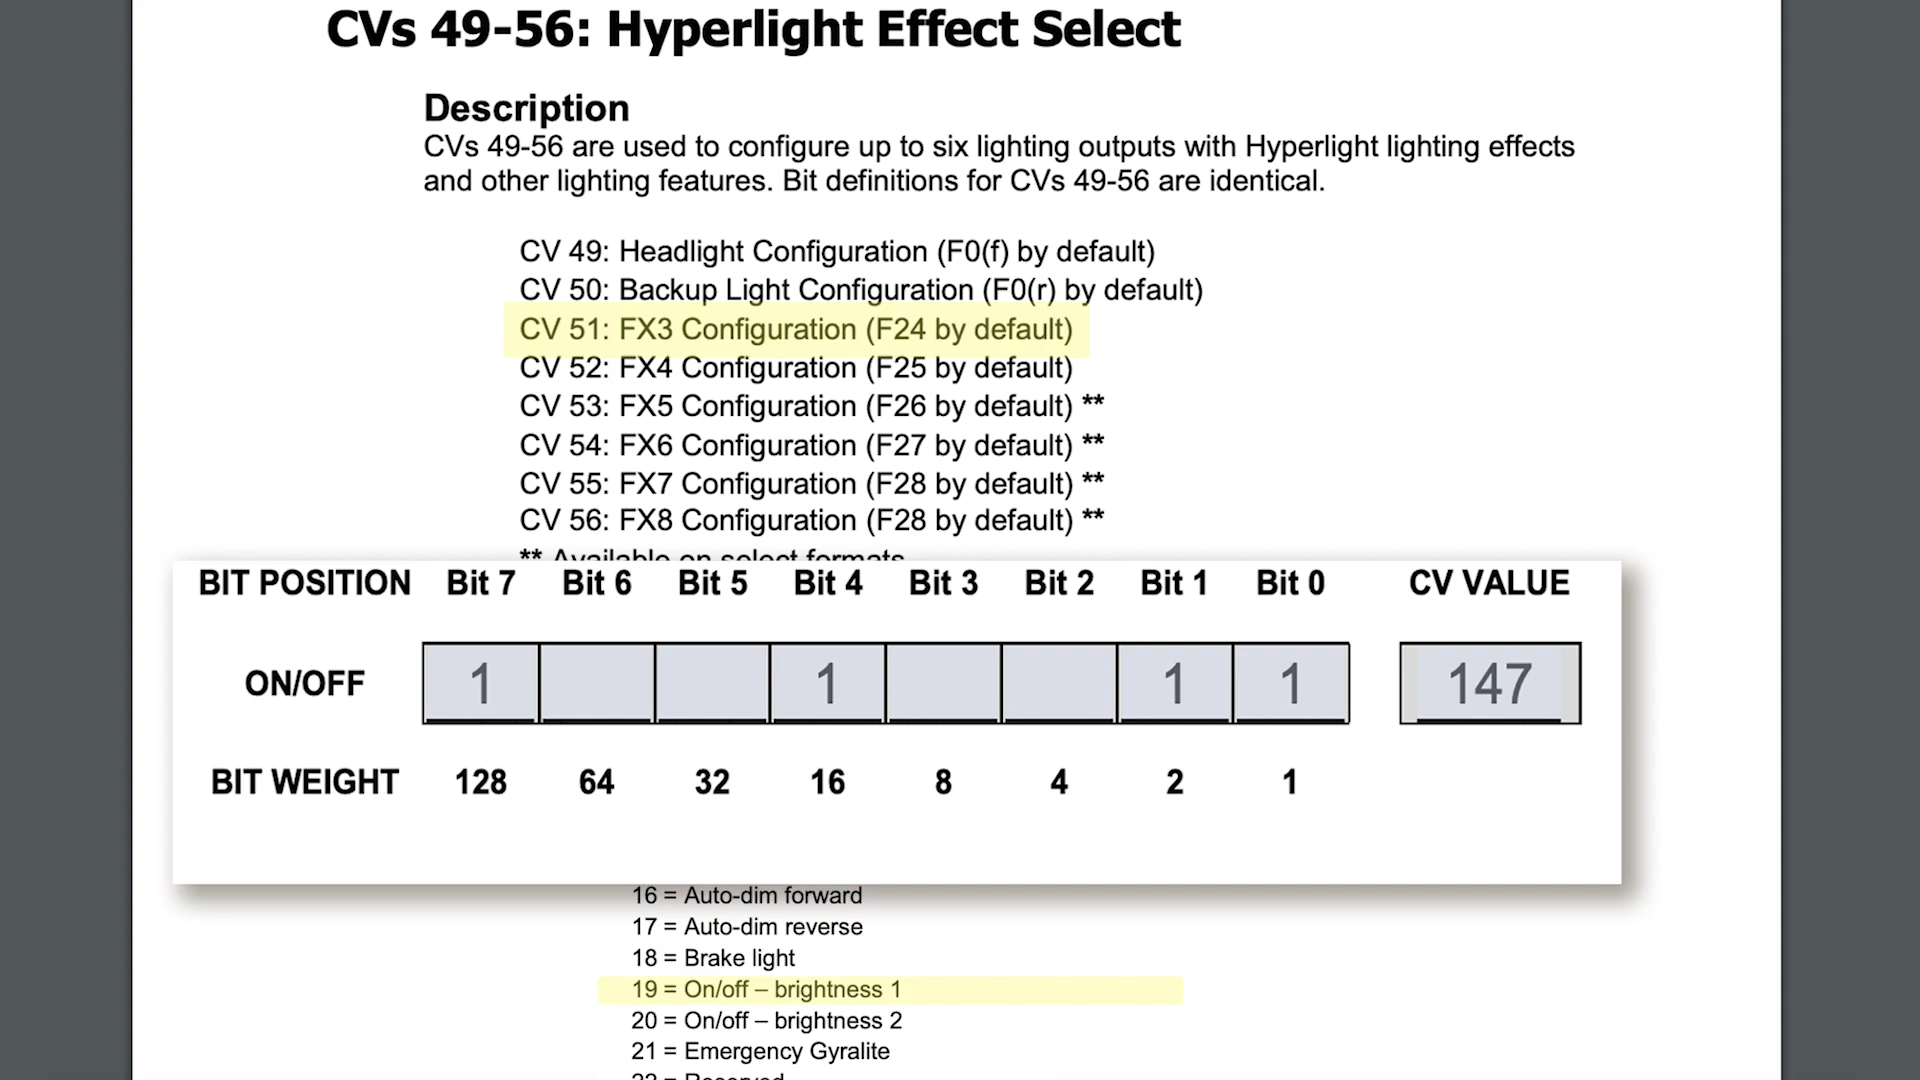 CVs 49-56: Hyperlight Effect Select
Description
CVs 49-56 are used to configure up to six lighting outputs with Hyperlight lighting effects
and other lighting features. Bit definitions for CVs 49-56 are identical.
CV 49: Headlight Configuration (F0(f) by default)
CV 50: Backup Light Configuration (F0(r) by default)
CV 51: FX3 Configuration (F24 by default)
CV 52: FX4 Configuration (F25 by default)
CV 53: FX5 Configuration (F26 by default) **
CV 54: FX6 Configuration (F27 by default) **
CV 55: FX7 Configuration (F28 by default) **
CV 56: FX8 Configuration (F28 by default) **
** Available on select formats
BIT POSITION Bit 7 Bit 6 Bit 5 Bit 4 Bit 3 Bit 2 Bit 1 Bit 0 CV VALUE
ON/OFF 1 1 1 1 147
BIT WEIGHT 128 64 32 16 8 4 2 1
16 = Auto-dim forward
17 = Auto-dim reverse
18 = Brake light
19 = On/off – brightness 1
20 = On/off – brightness 2
21 = Emergency Gyralite
22 = Reserved